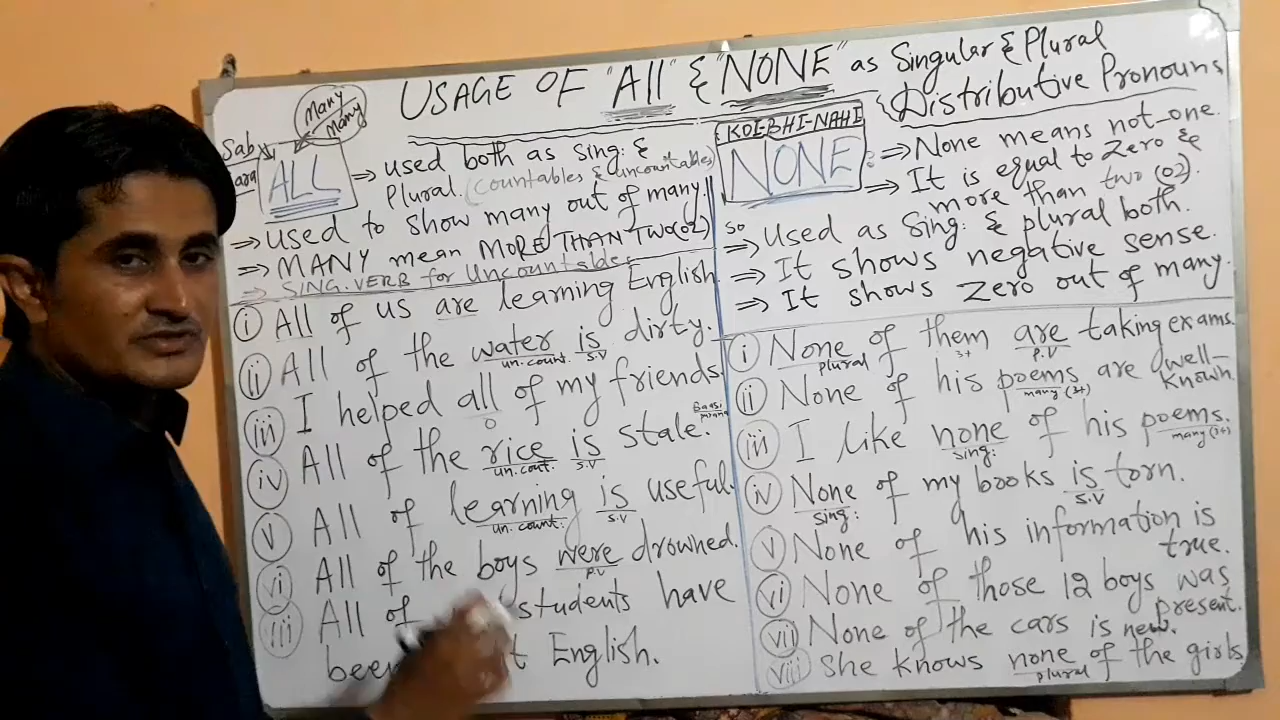 USAGE OF "All" & "NONE" as Singular & Plural
Distributive Pronouns
Many
Many
Sab
ara
ALL
⇒ used both as sing: &
Plural. (countables & uncountables)
⇒ used to show many out of many
⇒ MANY mean MORE THAN TWO(02)
⇒ SING.VERB for Uncountables
(i) All of us are learning English
(ii) All of the water is dirty.
un.count. s.v
(iii) I helped all of my friends.
O
(iv) All of the rice is stale.
un.cout. s.v
(v) All of learning is useful.
un.count: s.v
(vi) All of the boys were drowned.
P.V
(iii) All of students have
been t English.
KOI-BHI-NAHI
NONE
⇒ None means not_one.
⇒ It is equal to Zero &
more than two (02).
so
⇒ Used as sing: & plural both.
⇒ It shows negative sense.
⇒ It shows Zero out of many.
(i) None of them are taking exams.
plural 3+ P.V
(ii) None of his poems are well-
known.
many (3+)
(iii) I like none of his poems.
sing: many (3+)
(iv) None of my books is torn.
sing: s.v
(v) None of his information is
true.
(vi) None of those 12 boys was
present.
(vii) None of the cars is new.
(viii) She knows none of the girls
plural